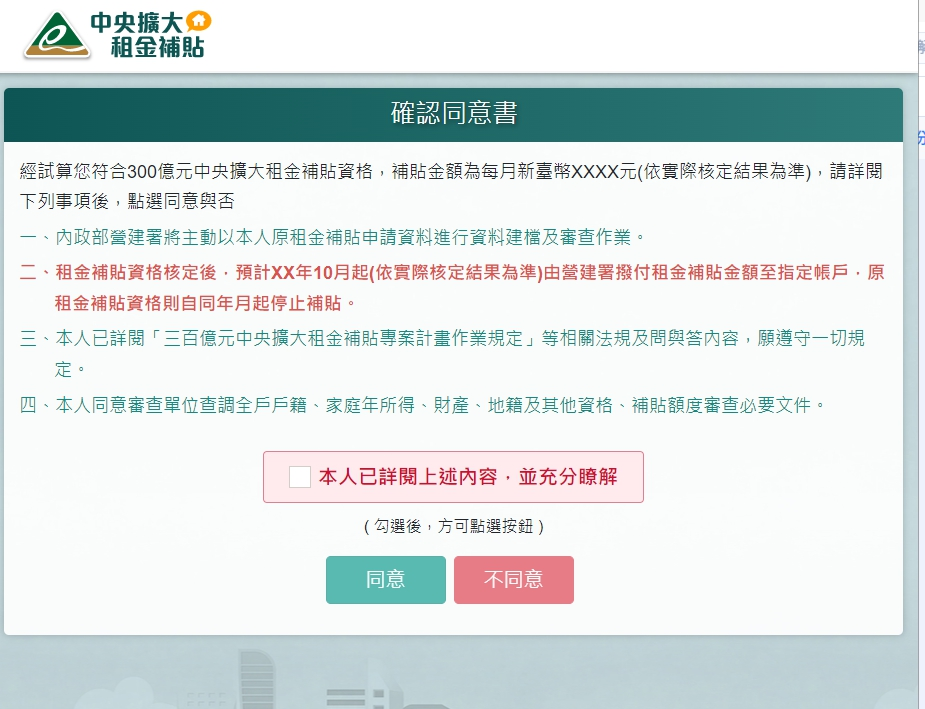 中央擴大
租金補貼
確認同意書
經試算您符合300億元中央擴大租金補貼資格，補貼金額為每月新臺幣XXXX元(依實際核定結果為準)，請詳閱
下列事項後，點選同意與否
一、內政部營建署將主動以本人原租金補貼申請資料進行資料建檔及審查作業。
二、租金補貼資格核定後，預計XX年10月起(依實際核定結果為準)由營建署撥付租金補貼金額至指定帳戶，原
租金補貼資格則自同年月起停止補貼。
三、本人已詳閱「三百億元中央擴大租金補貼專案計畫作業規定」等相關法規及問與答內容，願遵守一切規
定。
四、本人同意審查單位查調全戶戶籍、家庭年所得、財產、地籍及其他資格、補貼額度審查必要文件。
本人已詳閱上述內容，並充分瞭解
( 勾選後，方可點選按鈕 )
同意 不同意